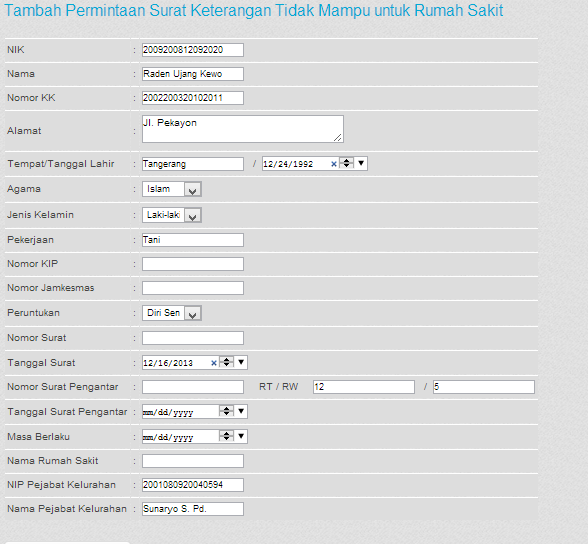 Tambah Permintaan Surat Keterangan Tidak Mampu untuk Rumah Sakit
NIK : 2009200812092020
Nama : Raden Ujang Kewo
Nomor KK : 2002200320102011
Alamat : Jl. Pekayon
Tempat/Tanggal Lahir : Tangerang / 12/24/1992
Agama : Islam
Jenis Kelamin : Laki-laki
Pekerjaan : Tani
Nomor KIP :
Nomor Jamkesmas :
Peruntukan : Diri Sen
Nomor Surat :
Tanggal Surat : 12/16/2013
Nomor Surat Pengantar : RT / RW 12 / 5
Tanggal Surat Pengantar : mm/dd/yyyy
Masa Berlaku : mm/dd/yyyy
Nama Rumah Sakit :
NIP Pejabat Kelurahan : 2001080920040594
Nama Pejabat Kelurahan : Sunaryo S. Pd.